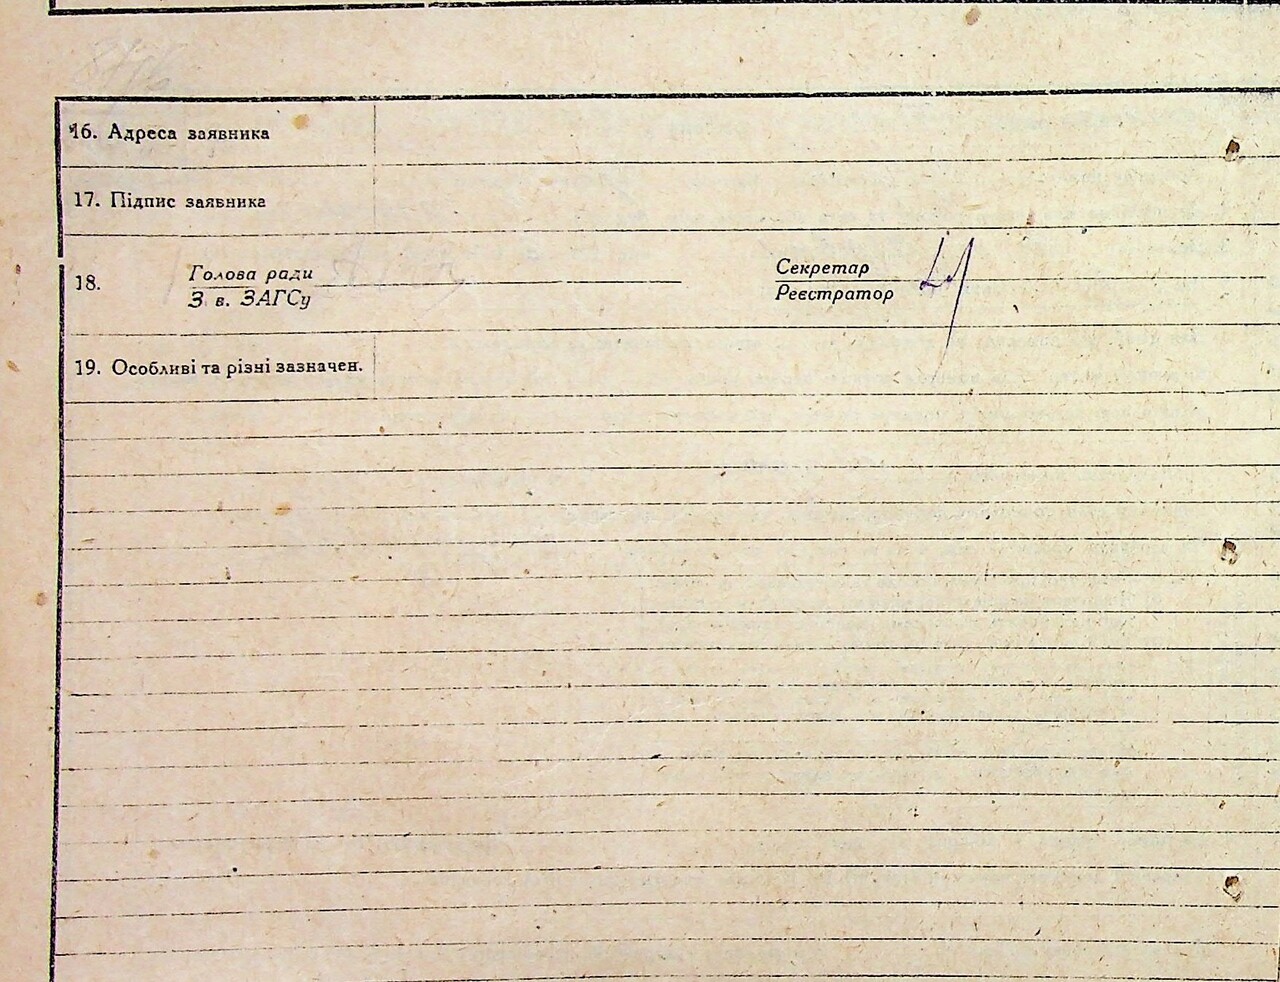 16. Адреса заявника
17. Підпис заявника
18.
Голова ради
З в. ЗАГСу
Секретар
Реєстратор
19. Особливі та різні зазначен.